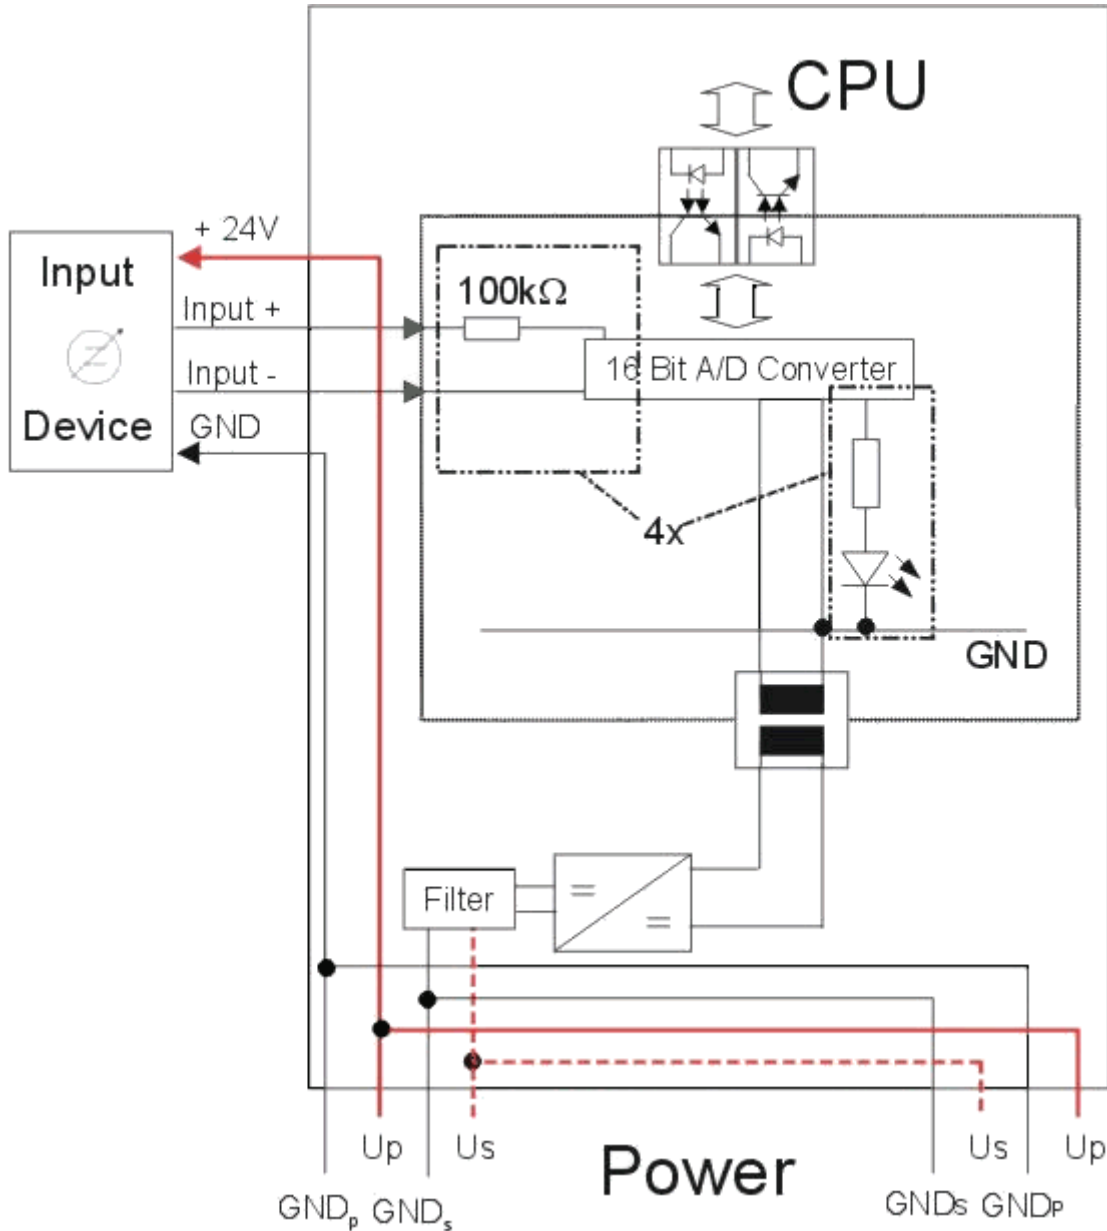 CPU
+ 24V
Input
Device
Input +
Input -
GND
100kΩ
16 Bit A/D Converter
4x
GND
Filter
Up
Us
Power
Us
Up
GNDp
GNDs
GNDs
GNDP